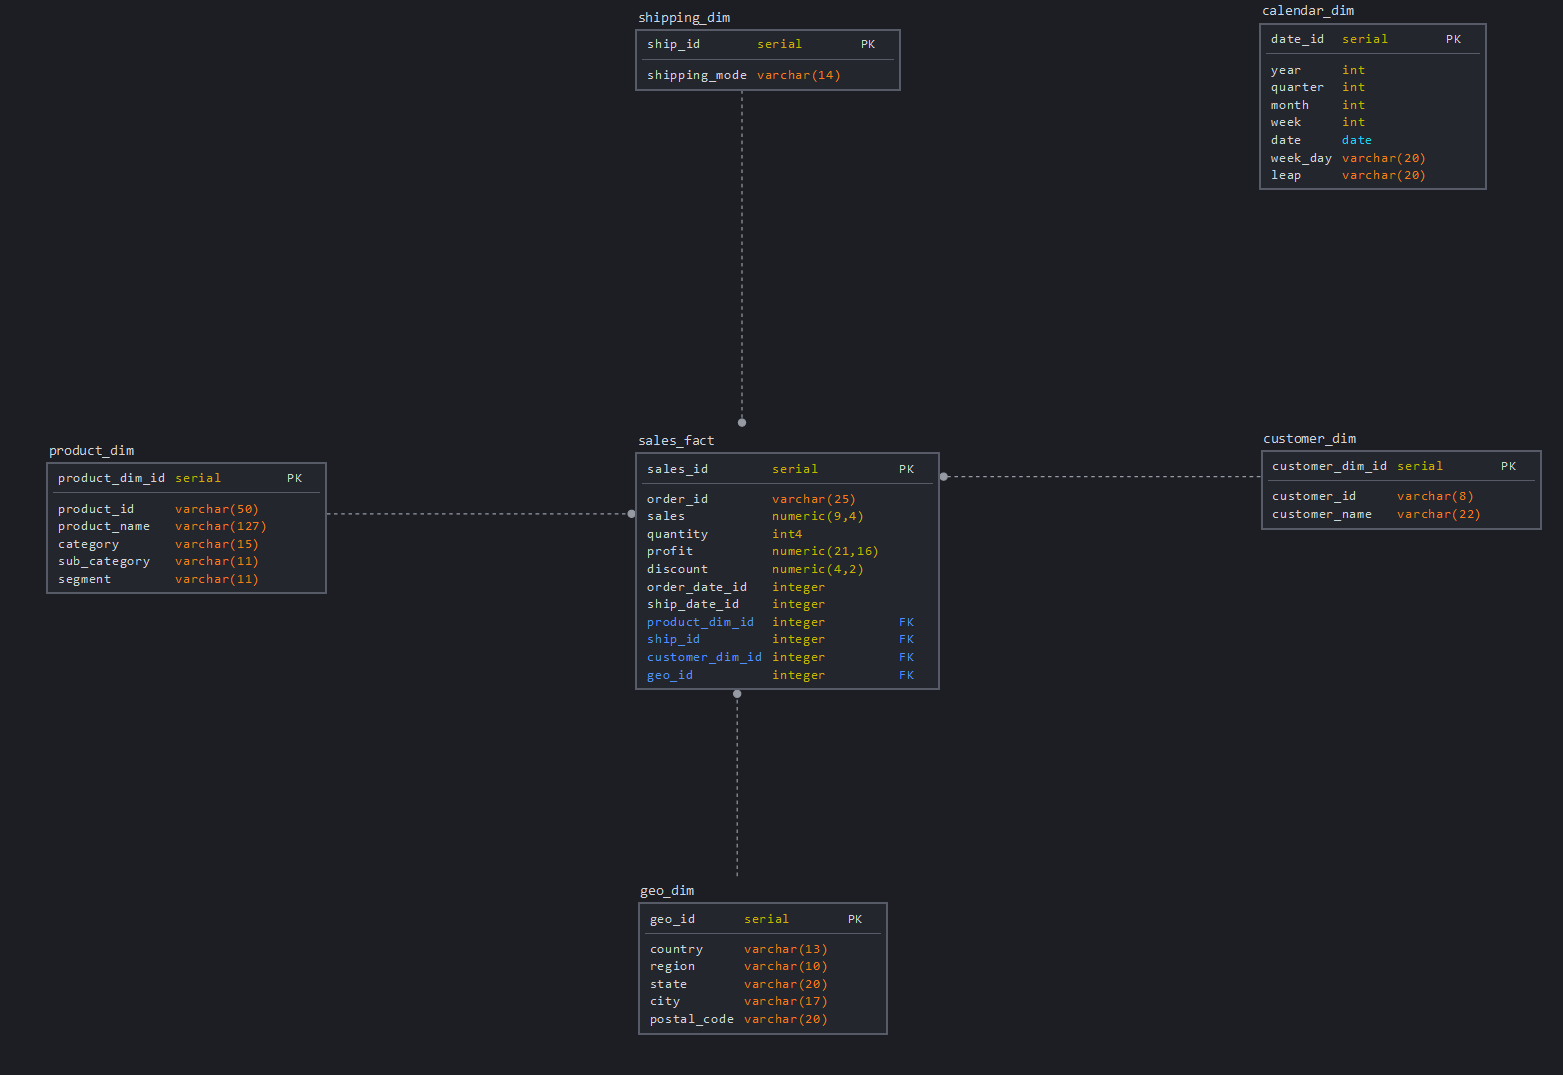 shipping_dim
ship_id serial PK
shipping_mode varchar(14)
calendar_dim
date_id serial PK
year int
quarter int
month int
week int
date date
week_day varchar(20)
leap varchar(20)
product_dim
product_dim_id serial PK
product_id varchar(50)
product_name varchar(127)
category varchar(15)
sub_category varchar(11)
segment varchar(11)
sales_fact
sales_id serial PK
order_id varchar(25)
sales numeric(9,4)
quantity int4
profit numeric(21,16)
discount numeric(4,2)
order_date_id integer
ship_date_id integer
product_dim_id integer FK
ship_id integer FK
customer_dim_id integer FK
geo_id integer FK
customer_dim
customer_dim_id serial PK
customer_id varchar(8)
customer_name varchar(22)
geo_dim
geo_id serial PK
country varchar(13)
region varchar(10)
state varchar(20)
city varchar(17)
postal_code varchar(20)